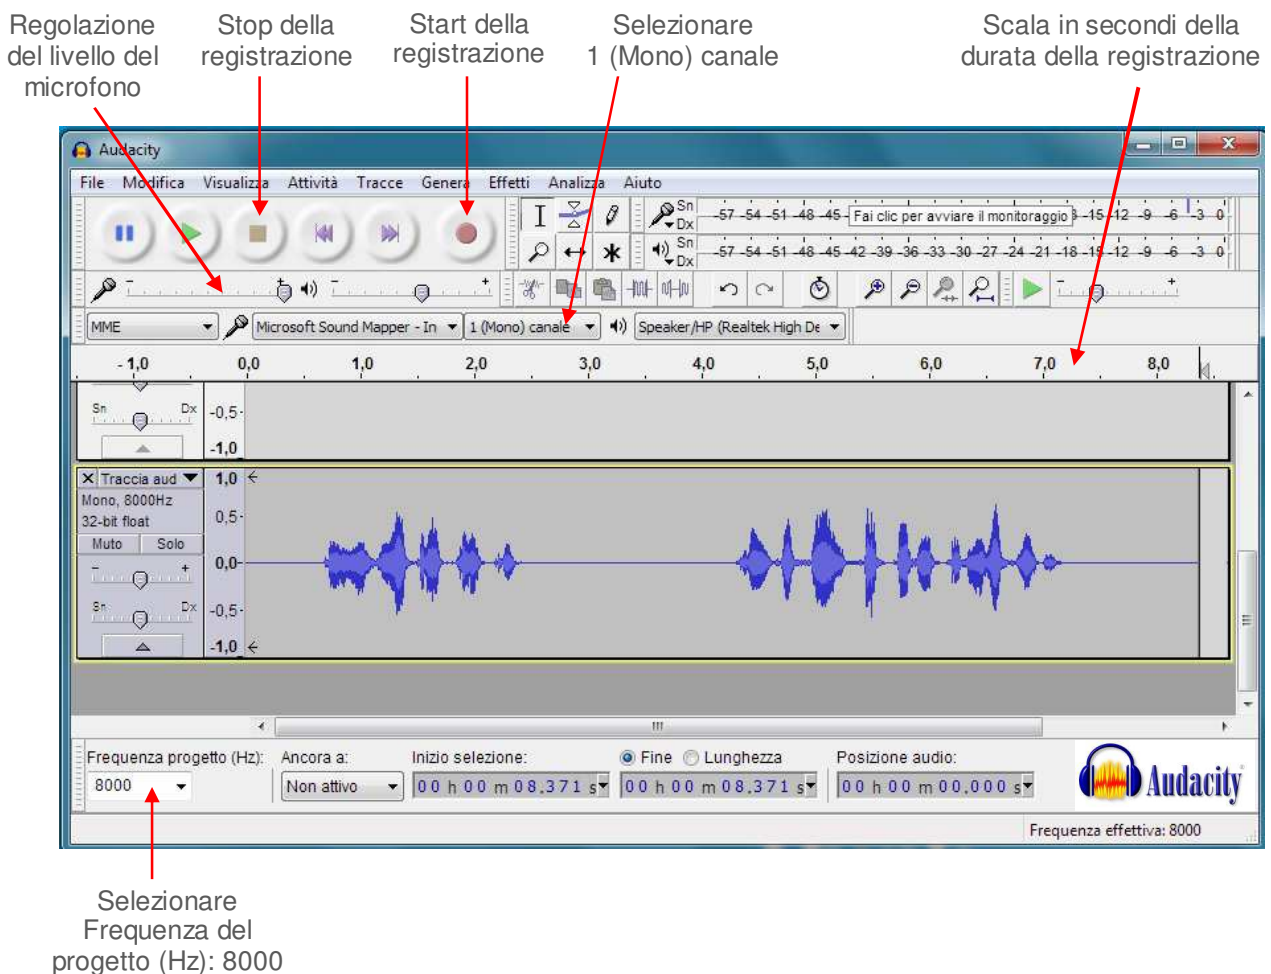 Regolazione
del livello del
microfono
Stop della
registrazione
Start della
registrazione
Selezionare
1 (Mono) canale
Scala in secondi della
durata della registrazione
Audacity
File Modifica Visualizza Attività Tracce Genera Effetti Analizza Aiuto
Sn
Dx
-57 -54 -51 -48 -45 Fai clic per avviare il monitoraggio -15 -12 -9 -6 -3 0
Sn
Dx
-57 -54 -51 -48 -45 -42 -39 -36 -33 -30 -27 -24 -21 -18 -15 -12 -9 -6 -3 0
- + - + - +
MME Microsoft Sound Mapper - In 1 (Mono) canale Speaker/HP (Realtek High De
- 1,0 0,0 1,0 2,0 3,0 4,0 5,0 6,0 7,0 8,0
Sn Dx -0,5
-1,0
X Traccia aud 1,0
Mono, 8000Hz
32-bit float 0,5
Muto Solo
- + 0,0
Sn Dx -0,5
-1,0
Frequenza progetto (Hz): Ancora a: Inizio selezione: Fine Lunghezza Posizione audio:
8000 Non attivo 00 h 00 m 08.371 s 00 h 00 m 08.371 s 00 h 00 m 00.000 s
Audacity
Frequenza effettiva: 8000
Selezionare
Frequenza del
progetto (Hz): 8000